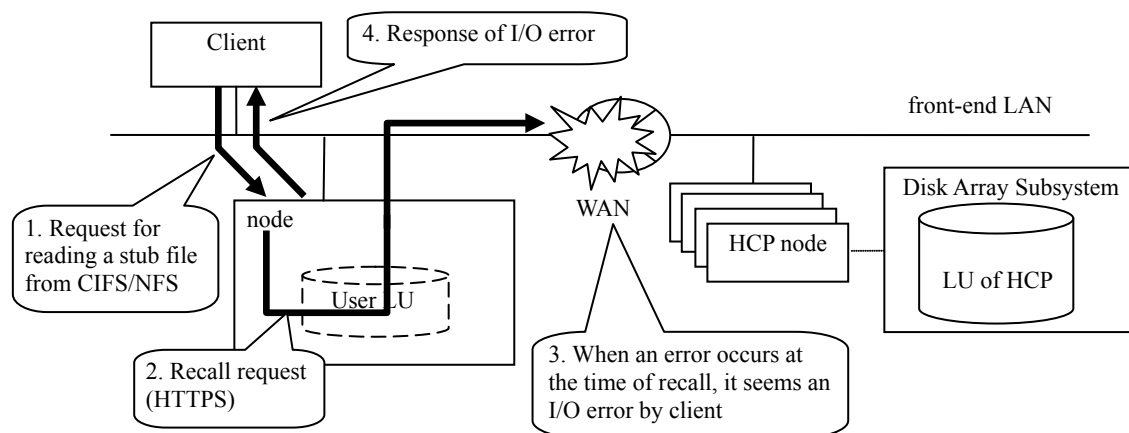 Client
4. Response of I/O error
front-end LAN
1. Request for
reading a stub file
from CIFS/NFS
node
User LU
WAN
HCP node
Disk Array Subsystem
LU of HCP
2. Recall request
(HTTPS)
3. When an error occurs at
the time of recall, it seems an
I/O error by client